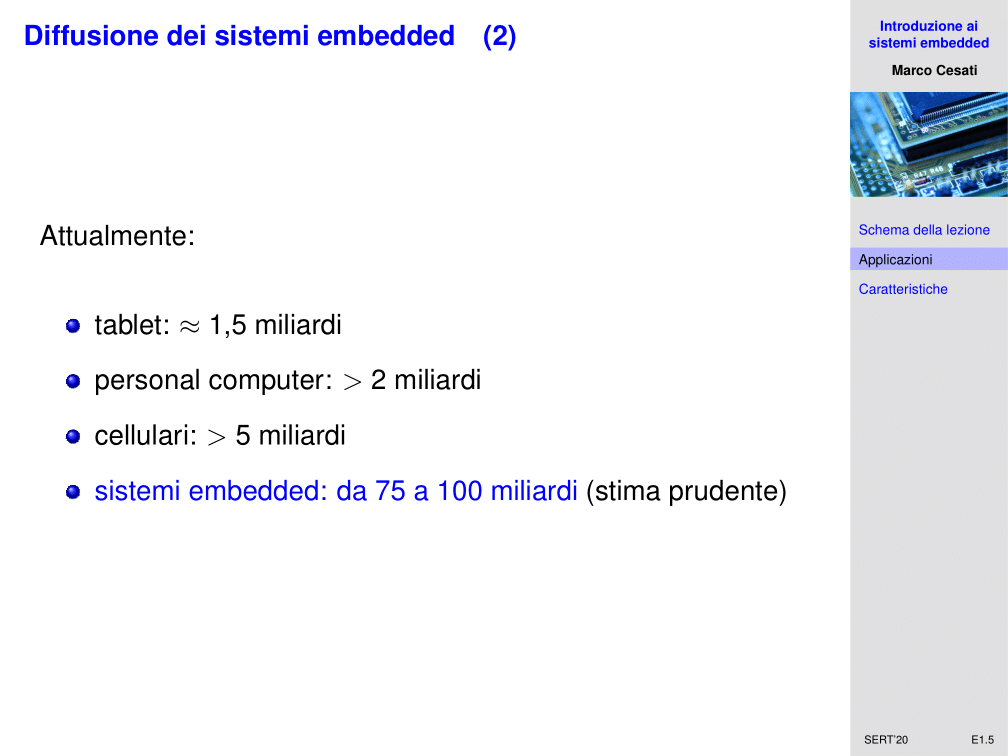 Diffusione dei sistemi embedded (2)
Attualmente:
tablet: ≈ 1,5 miliardi
personal computer: > 2 miliardi
cellulari: > 5 miliardi
sistemi embedded: da 75 a 100 miliardi (stima prudente)
Introduzione ai
sistemi embedded
Marco Cesati
R47 R45
Schema della lezione
Applicazioni
Caratteristiche
SERT'20 E1.5